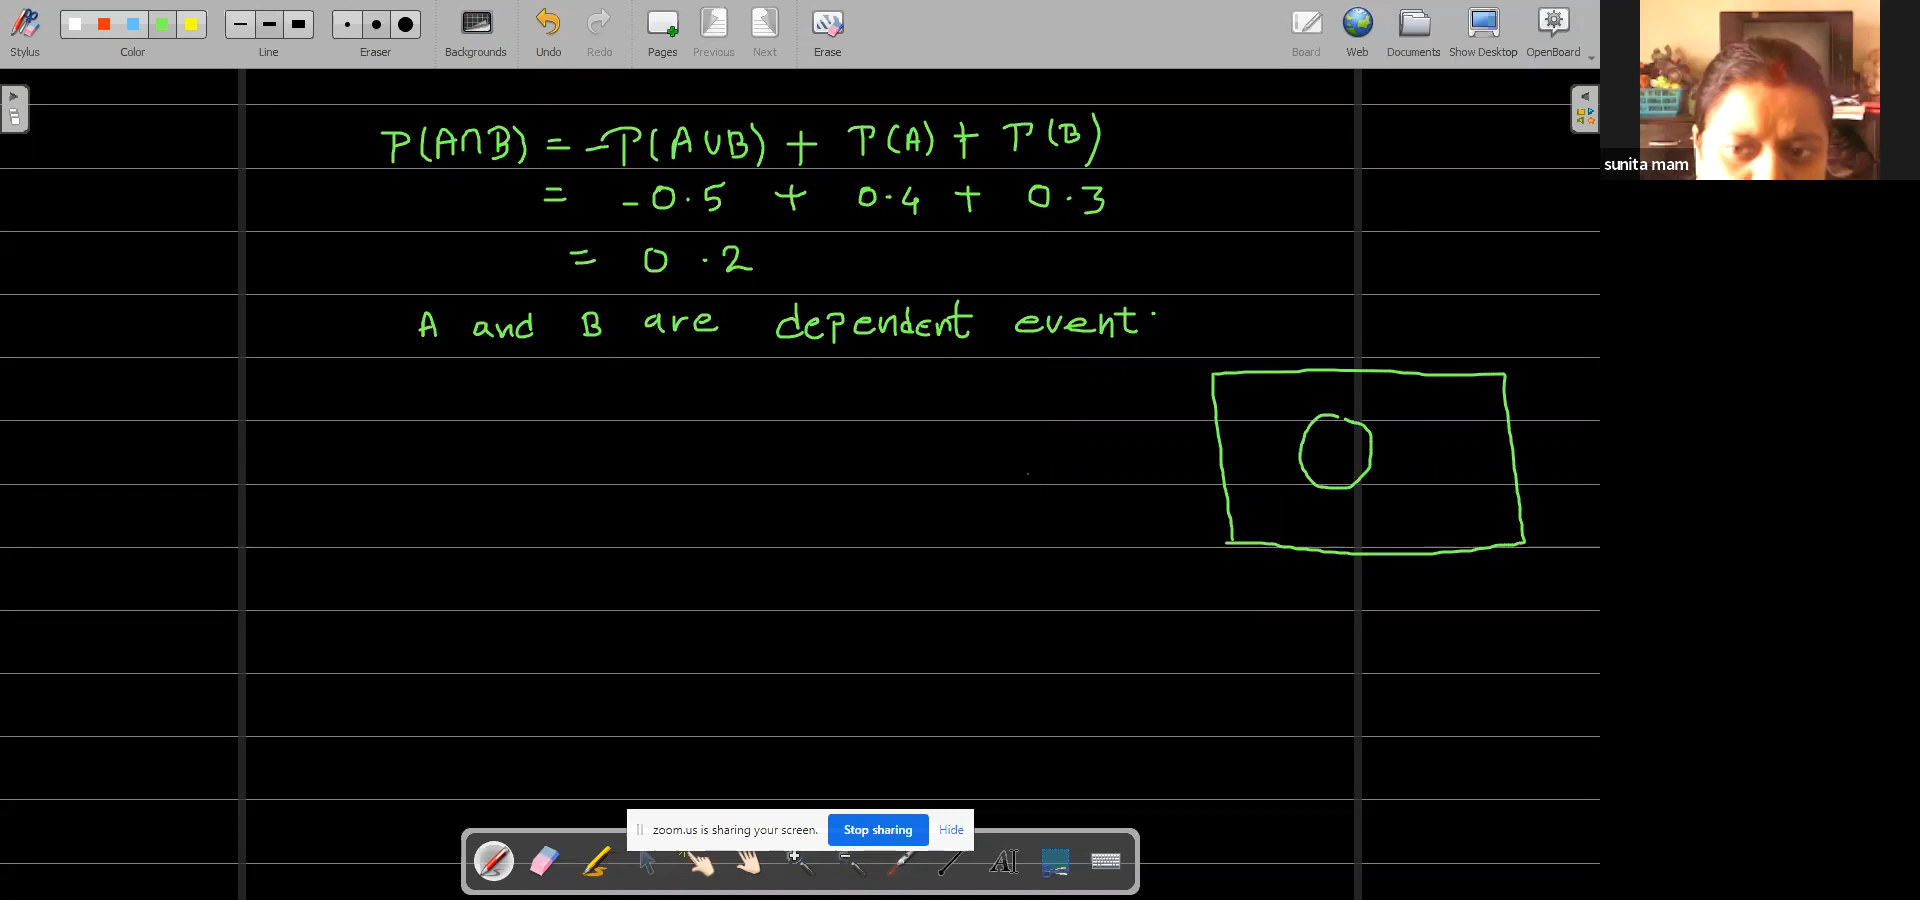 Stylus Color Line Eraser Backgrounds Undo Redo Pages Previous Next Erase Board Web Documents Show Desktop OpenBoard
sunita mam
P(A∩B) = -P(A∪B) + P(A) + P(B)
= -0.5 + 0.4 + 0.3
= 0.2
A and B are dependent event.
zoom.us is sharing your screen. Stop sharing Hide
AI